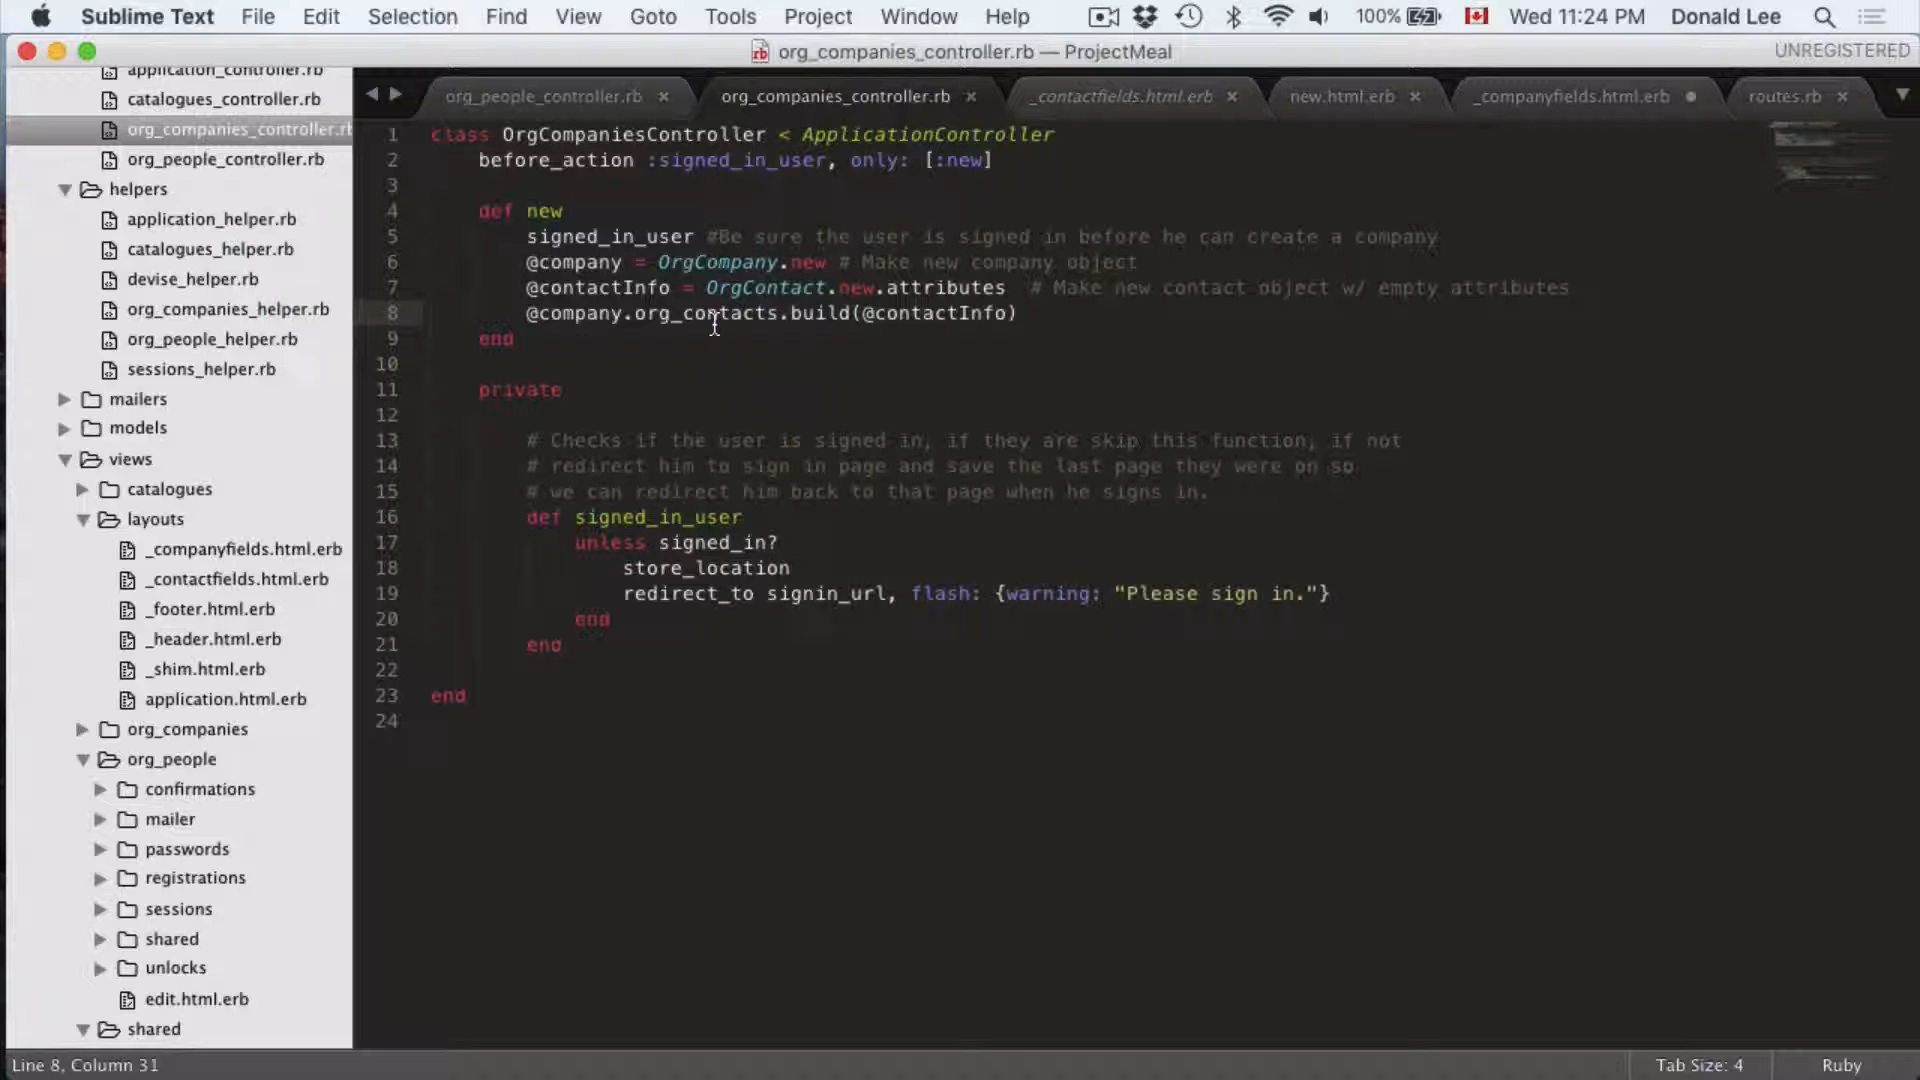 Sublime Text File Edit Selection Find View Goto Tools Project Window Help 100% Wed 11:24 PM Donald Lee
org_companies_controller.rb — ProjectMeal UNREGISTERED
application_controller.rb
catalogues_controller.rb
org_companies_controller.rb
org_people_controller.rb
helpers
application_helper.rb
catalogues_helper.rb
devise_helper.rb
org_companies_helper.rb
org_people_helper.rb
sessions_helper.rb
mailers
models
views
catalogues
layouts
_companyfields.html.erb
_contactfields.html.erb
_footer.html.erb
_header.html.erb
_shim.html.erb
application.html.erb
org_companies
org_people
confirmations
mailer
passwords
registrations
sessions
shared
unlocks
edit.html.erb
shared
org_people_controller.rb org_companies_controller.rb _contactfields.html.erb new.html.erb _companyfields.html.erb routes.rb
1 class OrgCompaniesController < ApplicationController
2 before_action :signed_in_user, only: [:new]
3
4 def new
5 signed_in_user #Be sure the user is signed in before he can create a company
6 @company = OrgCompany.new # Make new company object
7 @contactInfo = OrgContact.new.attributes # Make new contact object w/ empty attributes
8 @company.org_contacts.build(@contactInfo)
9 end
10
11 private
12
13 # Checks if the user is signed in, if they are skip this function, if not
14 # redirect him to sign in page and save the last page they were on so
15 # we can redirect him back to that page when he signs in.
16 def signed_in_user
17 unless signed_in?
18 store_location
19 redirect_to signin_url, flash: {warning: "Please sign in."}
20 end
21 end
22
23 end
24
Line 8, Column 31 Tab Size: 4 Ruby